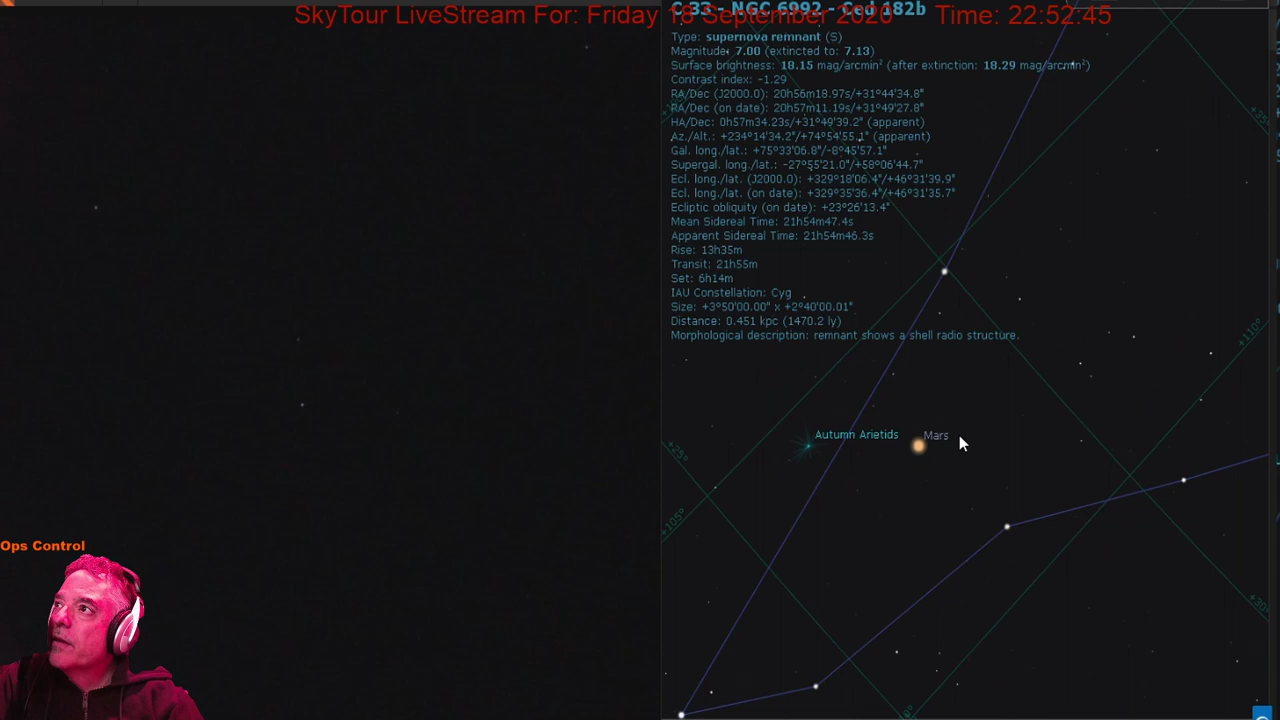 SkyTour LiveStream For: Friday 18 September 2020 Time: 22:52:45
C 33 - NGC 6992 - Ced 182b
Type: supernova remnant (S)
Magnitude: 7.00 (extincted to: 7.13)
Surface brightness: 18.15 mag/arcmin² (after extinction: 18.29 mag/arcmin²)
Contrast index: -1.29
RA/Dec (J2000.0): 20h56m18.97s/+31°44'34.8"
RA/Dec (on date): 20h57m11.19s/+31°49'27.8"
HA/Dec: 0h57m34.23s/+31°49'39.2" (apparent)
Az./Alt.: +234°14'34.2"/+74°54'55.1" (apparent)
Gal. long./lat.: +75°33'06.8"/-8°45'57.1"
Supergal. long./lat.: -27°55'21.0"/+58°06'44.7"
Ecl. long./lat. (J2000.0): +329°18'06.4"/+46°31'39.9"
Ecl. long./lat. (on date): +329°35'36.4"/+46°31'35.7"
Ecliptic obliquity (on date): +23°26'13.4"
Mean Sidereal Time: 21h54m47.4s
Apparent Sidereal Time: 21h54m46.3s
Rise: 13h35m
Transit: 21h55m
Set: 6h14m
IAU Constellation: Cyg
Size: +3°50'00.00" x +2°40'00.01"
Distance: 0.451 kpc (1470.2 ly)
Morphological description: remnant shows a shell radio structure.
+35°
+110°
Autumn Arietids
Mars
+25°
+105°
Ops Control
+30°